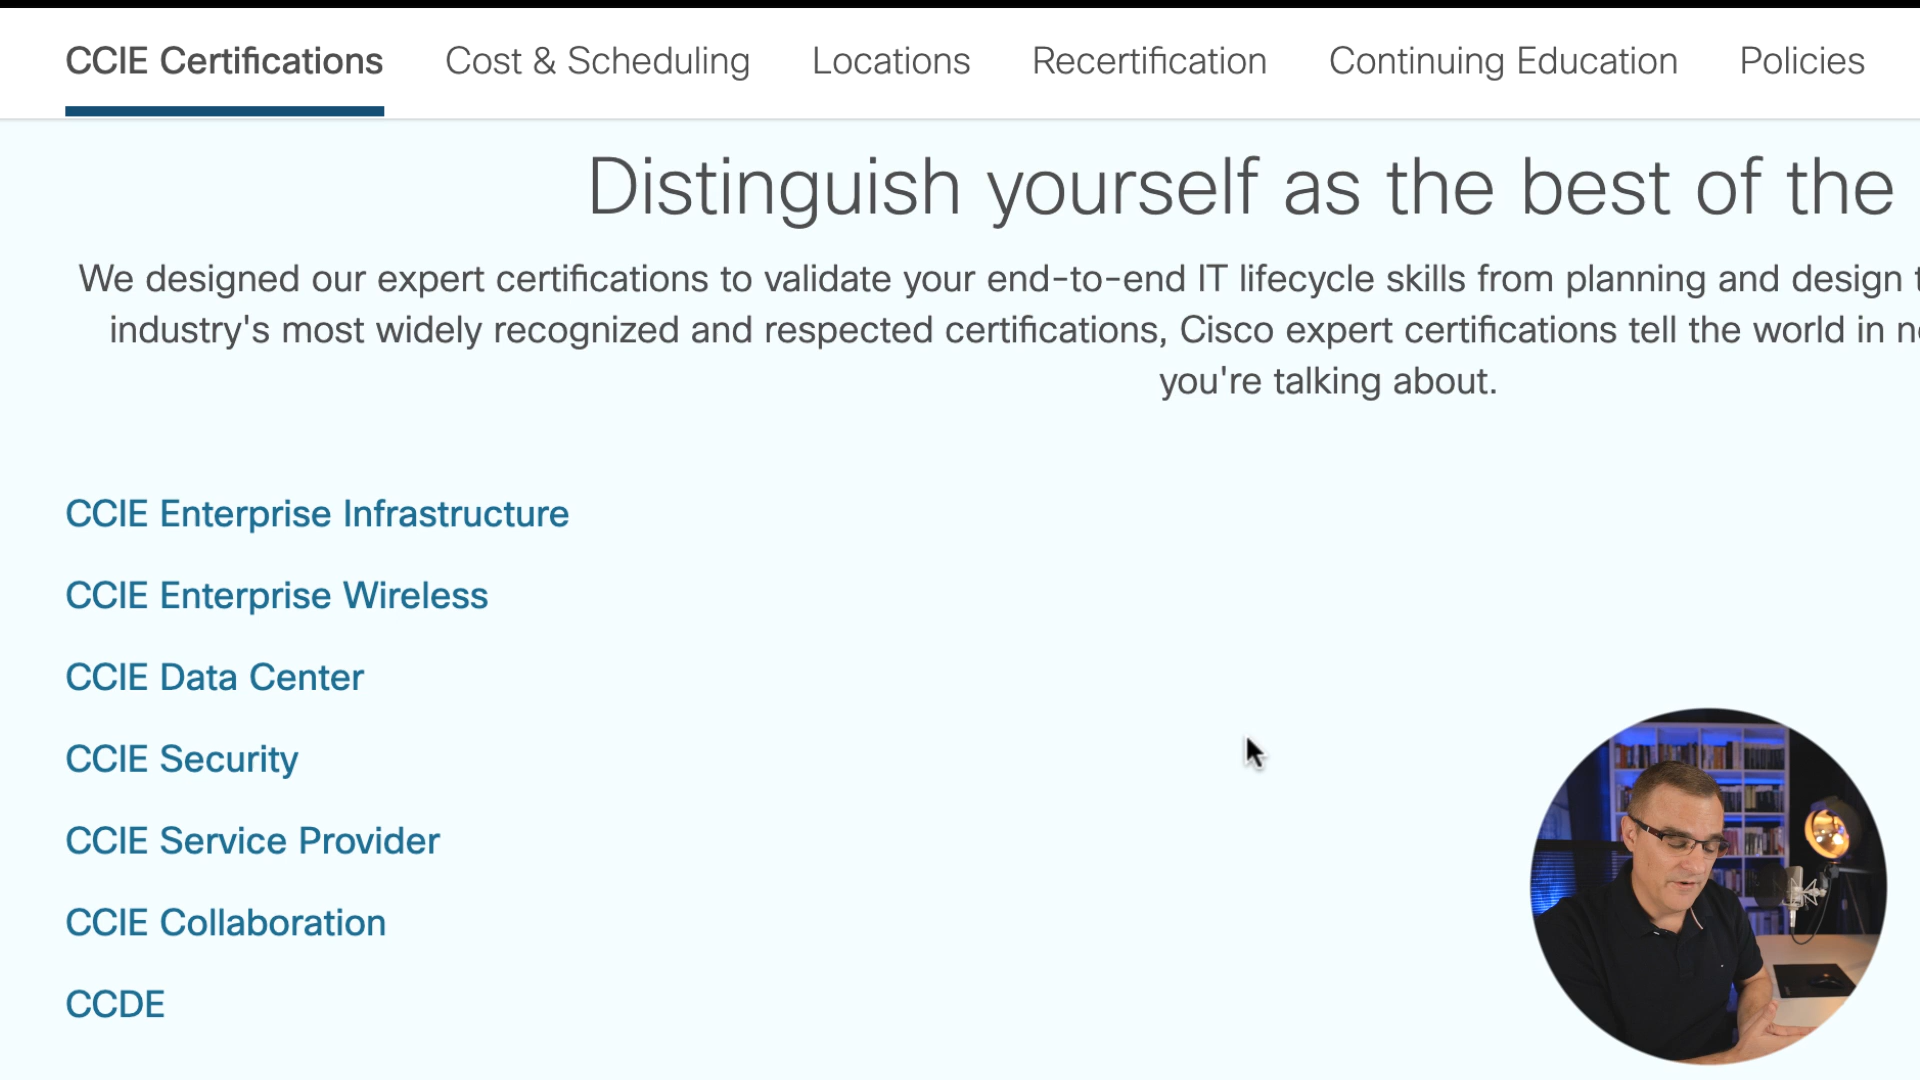 CCIE Certifications Cost & Scheduling Locations Recertification Continuing Education Policies
Distinguish yourself as the best of the
We designed our expert certifications to validate your end-to-end IT lifecycle skills from planning and design
industry's most widely recognized and respected certifications, Cisco expert certifications tell the world in
you're talking about.
CCIE Enterprise Infrastructure
CCIE Enterprise Wireless
CCIE Data Center
CCIE Security
CCIE Service Provider
CCIE Collaboration
CCDE